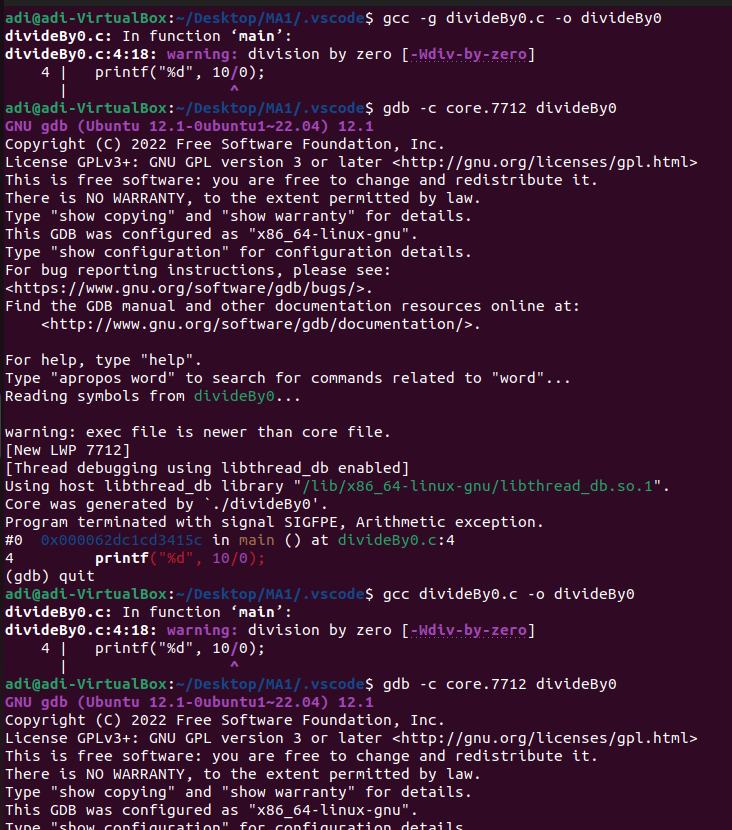 adi@adi-VirtualBox:~/Desktop/MA1/.vscode$ gcc -g divideBy0.c -o divideBy0
divideBy0.c: In function ‘main’:
divideBy0.c:4:18: warning: division by zero [-Wdiv-by-zero]
    4 |   printf("%d", 10/0);
      |                  ^
adi@adi-VirtualBox:~/Desktop/MA1/.vscode$ gdb -c core.7712 divideBy0
GNU gdb (Ubuntu 12.1-0ubuntu1~22.04) 12.1
Copyright (C) 2022 Free Software Foundation, Inc.
License GPLv3+: GNU GPL version 3 or later <http://gnu.org/licenses/gpl.html>
This is free software: you are free to change and redistribute it.
There is NO WARRANTY, to the extent permitted by law.
Type "show copying" and "show warranty" for details.
This GDB was configured as "x86_64-linux-gnu".
Type "show configuration" for configuration details.
For bug reporting instructions, please see:
<https://www.gnu.org/software/gdb/bugs/>.
Find the GDB manual and other documentation resources online at:
    <http://www.gnu.org/software/gdb/documentation/>.

For help, type "help".
Type "apropos word" to search for commands related to "word"...
Reading symbols from divideBy0...

warning: exec file is newer than core file.
[New LWP 7712]
[Thread debugging using libthread_db enabled]
Using host libthread_db library "/lib/x86_64-linux-gnu/libthread_db.so.1".
Core was generated by `./divideBy0'.
Program terminated with signal SIGFPE, Arithmetic exception.
#0  0x000062dc1cd3415c in main () at divideBy0.c:4
4         printf("%d", 10/0);
(gdb) quit
adi@adi-VirtualBox:~/Desktop/MA1/.vscode$ gcc divideBy0.c -o divideBy0
divideBy0.c: In function ‘main’:
divideBy0.c:4:18: warning: division by zero [-Wdiv-by-zero]
    4 |   printf("%d", 10/0);
      |                  ^
adi@adi-VirtualBox:~/Desktop/MA1/.vscode$ gdb -c core.7712 divideBy0
GNU gdb (Ubuntu 12.1-0ubuntu1~22.04) 12.1
Copyright (C) 2022 Free Software Foundation, Inc.
License GPLv3+: GNU GPL version 3 or later <http://gnu.org/licenses/gpl.html>
This is free software: you are free to change and redistribute it.
There is NO WARRANTY, to the extent permitted by law.
Type "show copying" and "show warranty" for details.
This GDB was configured as "x86_64-linux-gnu".
Type "show configuration" for configuration details.